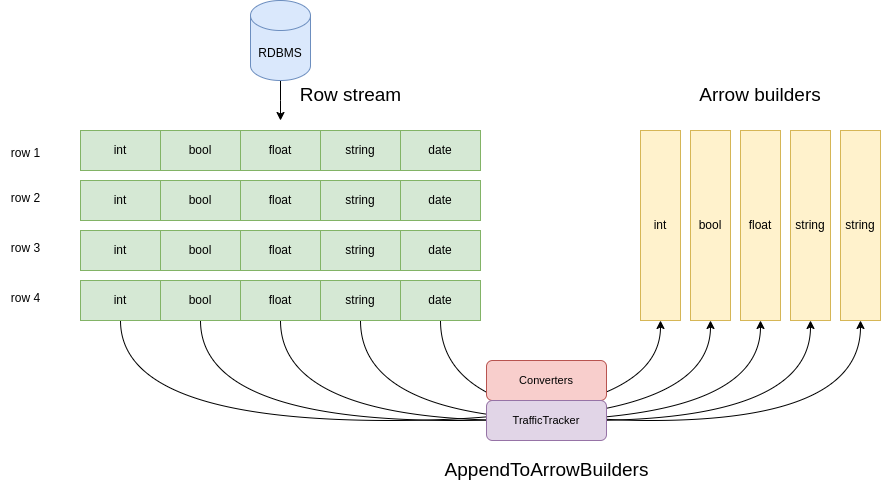 RDBMS
Row stream
Arrow builders
row 1
int bool float string date
row 2
int bool float string date
row 3
int bool float string date
row 4
int bool float string date
int bool float string string
Converters
TrafficTracker
AppendToArrowBuilders